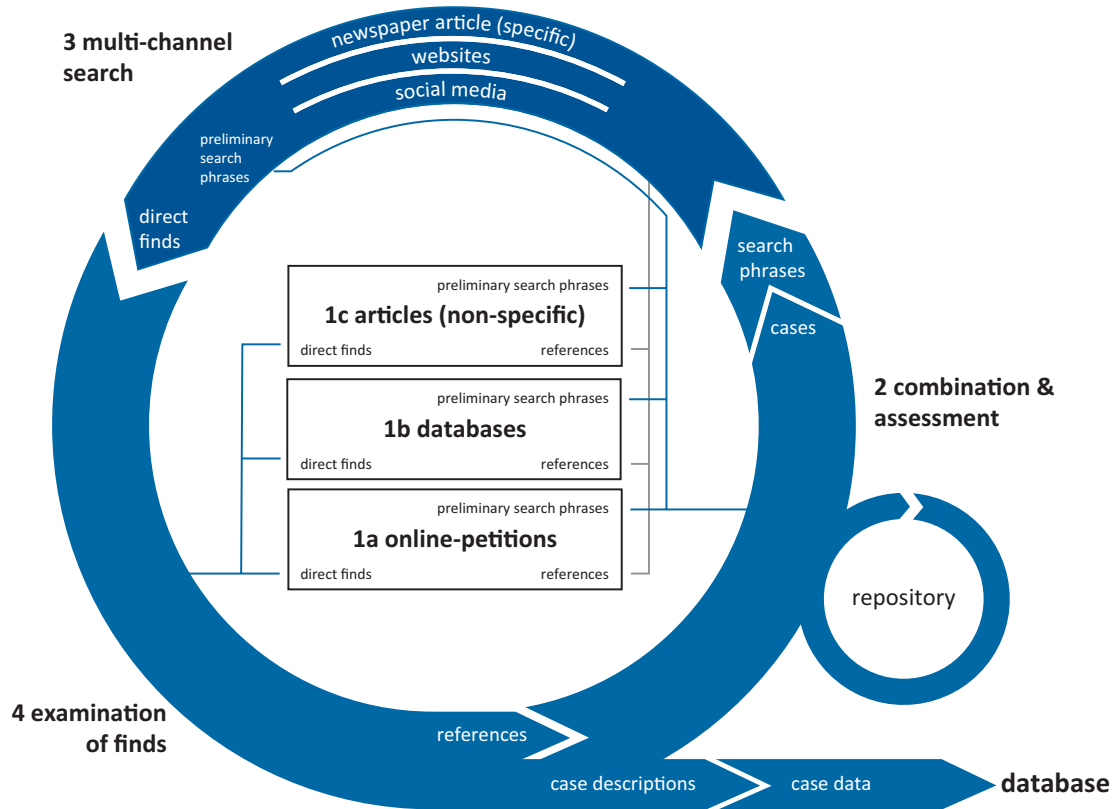 3 multi-channel
search
newspaper article (specific)
websites
social media
preliminary
search
phrases
direct
finds
search
phrases
cases
preliminary search phrases
1c articles (non-specific)
direct finds
references
preliminary search phrases
1b databases
direct finds
references
preliminary search phrases
1a online-petitions
direct finds
references
2 combination &
assessment
repository
4 examination
of finds
references
case descriptions
case data
database